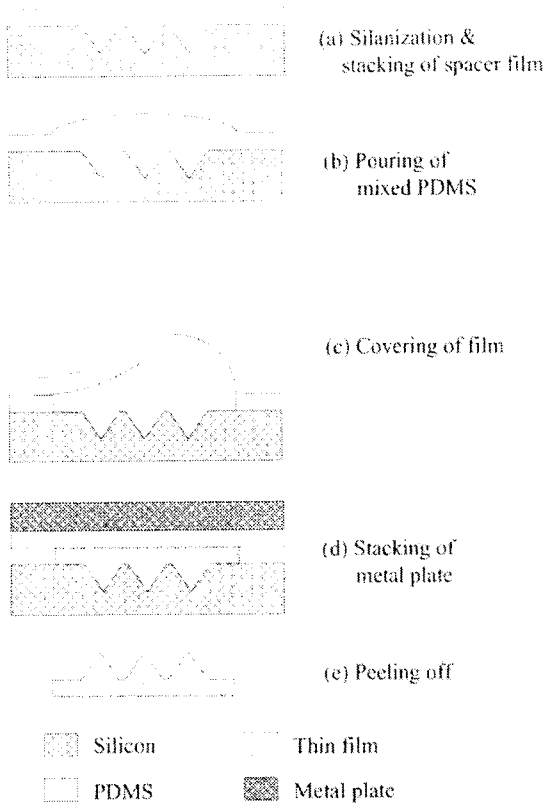 (a) Silanization &
stacking of spacer film
(b) Pouring of
mixed PDMS
(c) Covering of film
(d) Stacking of
metal plate
(e) Peeling off
Silicon
Thin film
PDMS
Metal plate